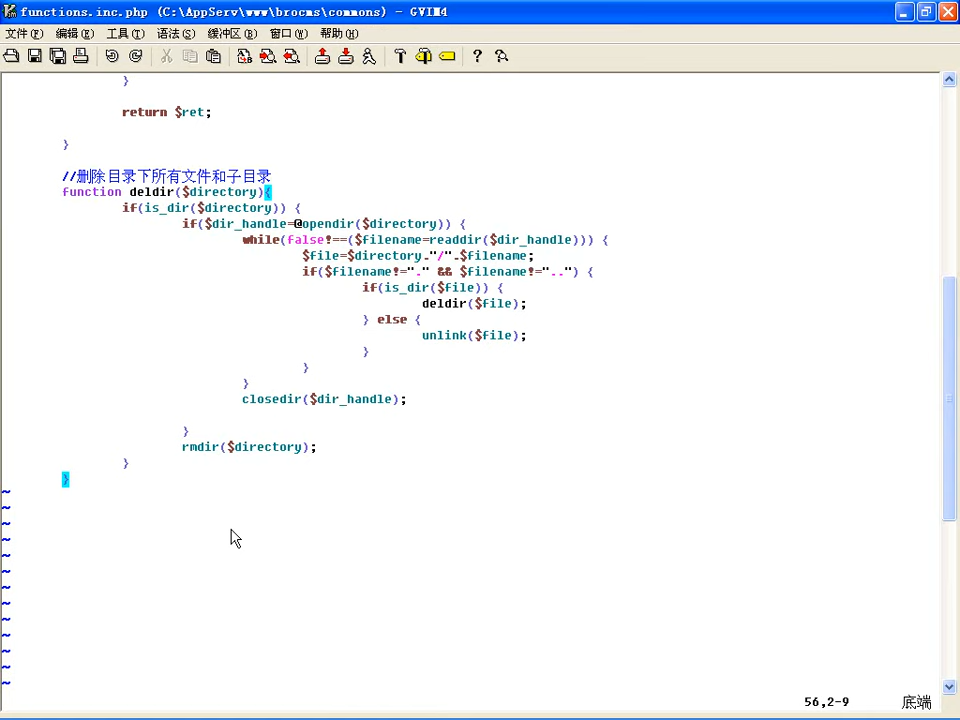 functions.inc.php (C:\AppServ\www\brocms\commons) - GVIM4
文件(F) 编辑(E) 工具(T) 语法(S) 缓冲区(B) 窗口(W) 帮助(H)
}
return $ret;
}
//删除目录下所有文件和子目录
function deldir($directory){
if(is_dir($directory)) {
if($dir_handle=@opendir($directory)) {
while(false!==($filename=readdir($dir_handle))) {
$file=$directory."/".$filename;
if($filename!="." && $filename!="..") {
if(is_dir($file)) {
deldir($file);
} else {
unlink($file);
}
}
}
closedir($dir_handle);
}
rmdir($directory);
}
}
~
~
~
~
~
~
~
~
~
~
~
~
~
56,2-9 底端